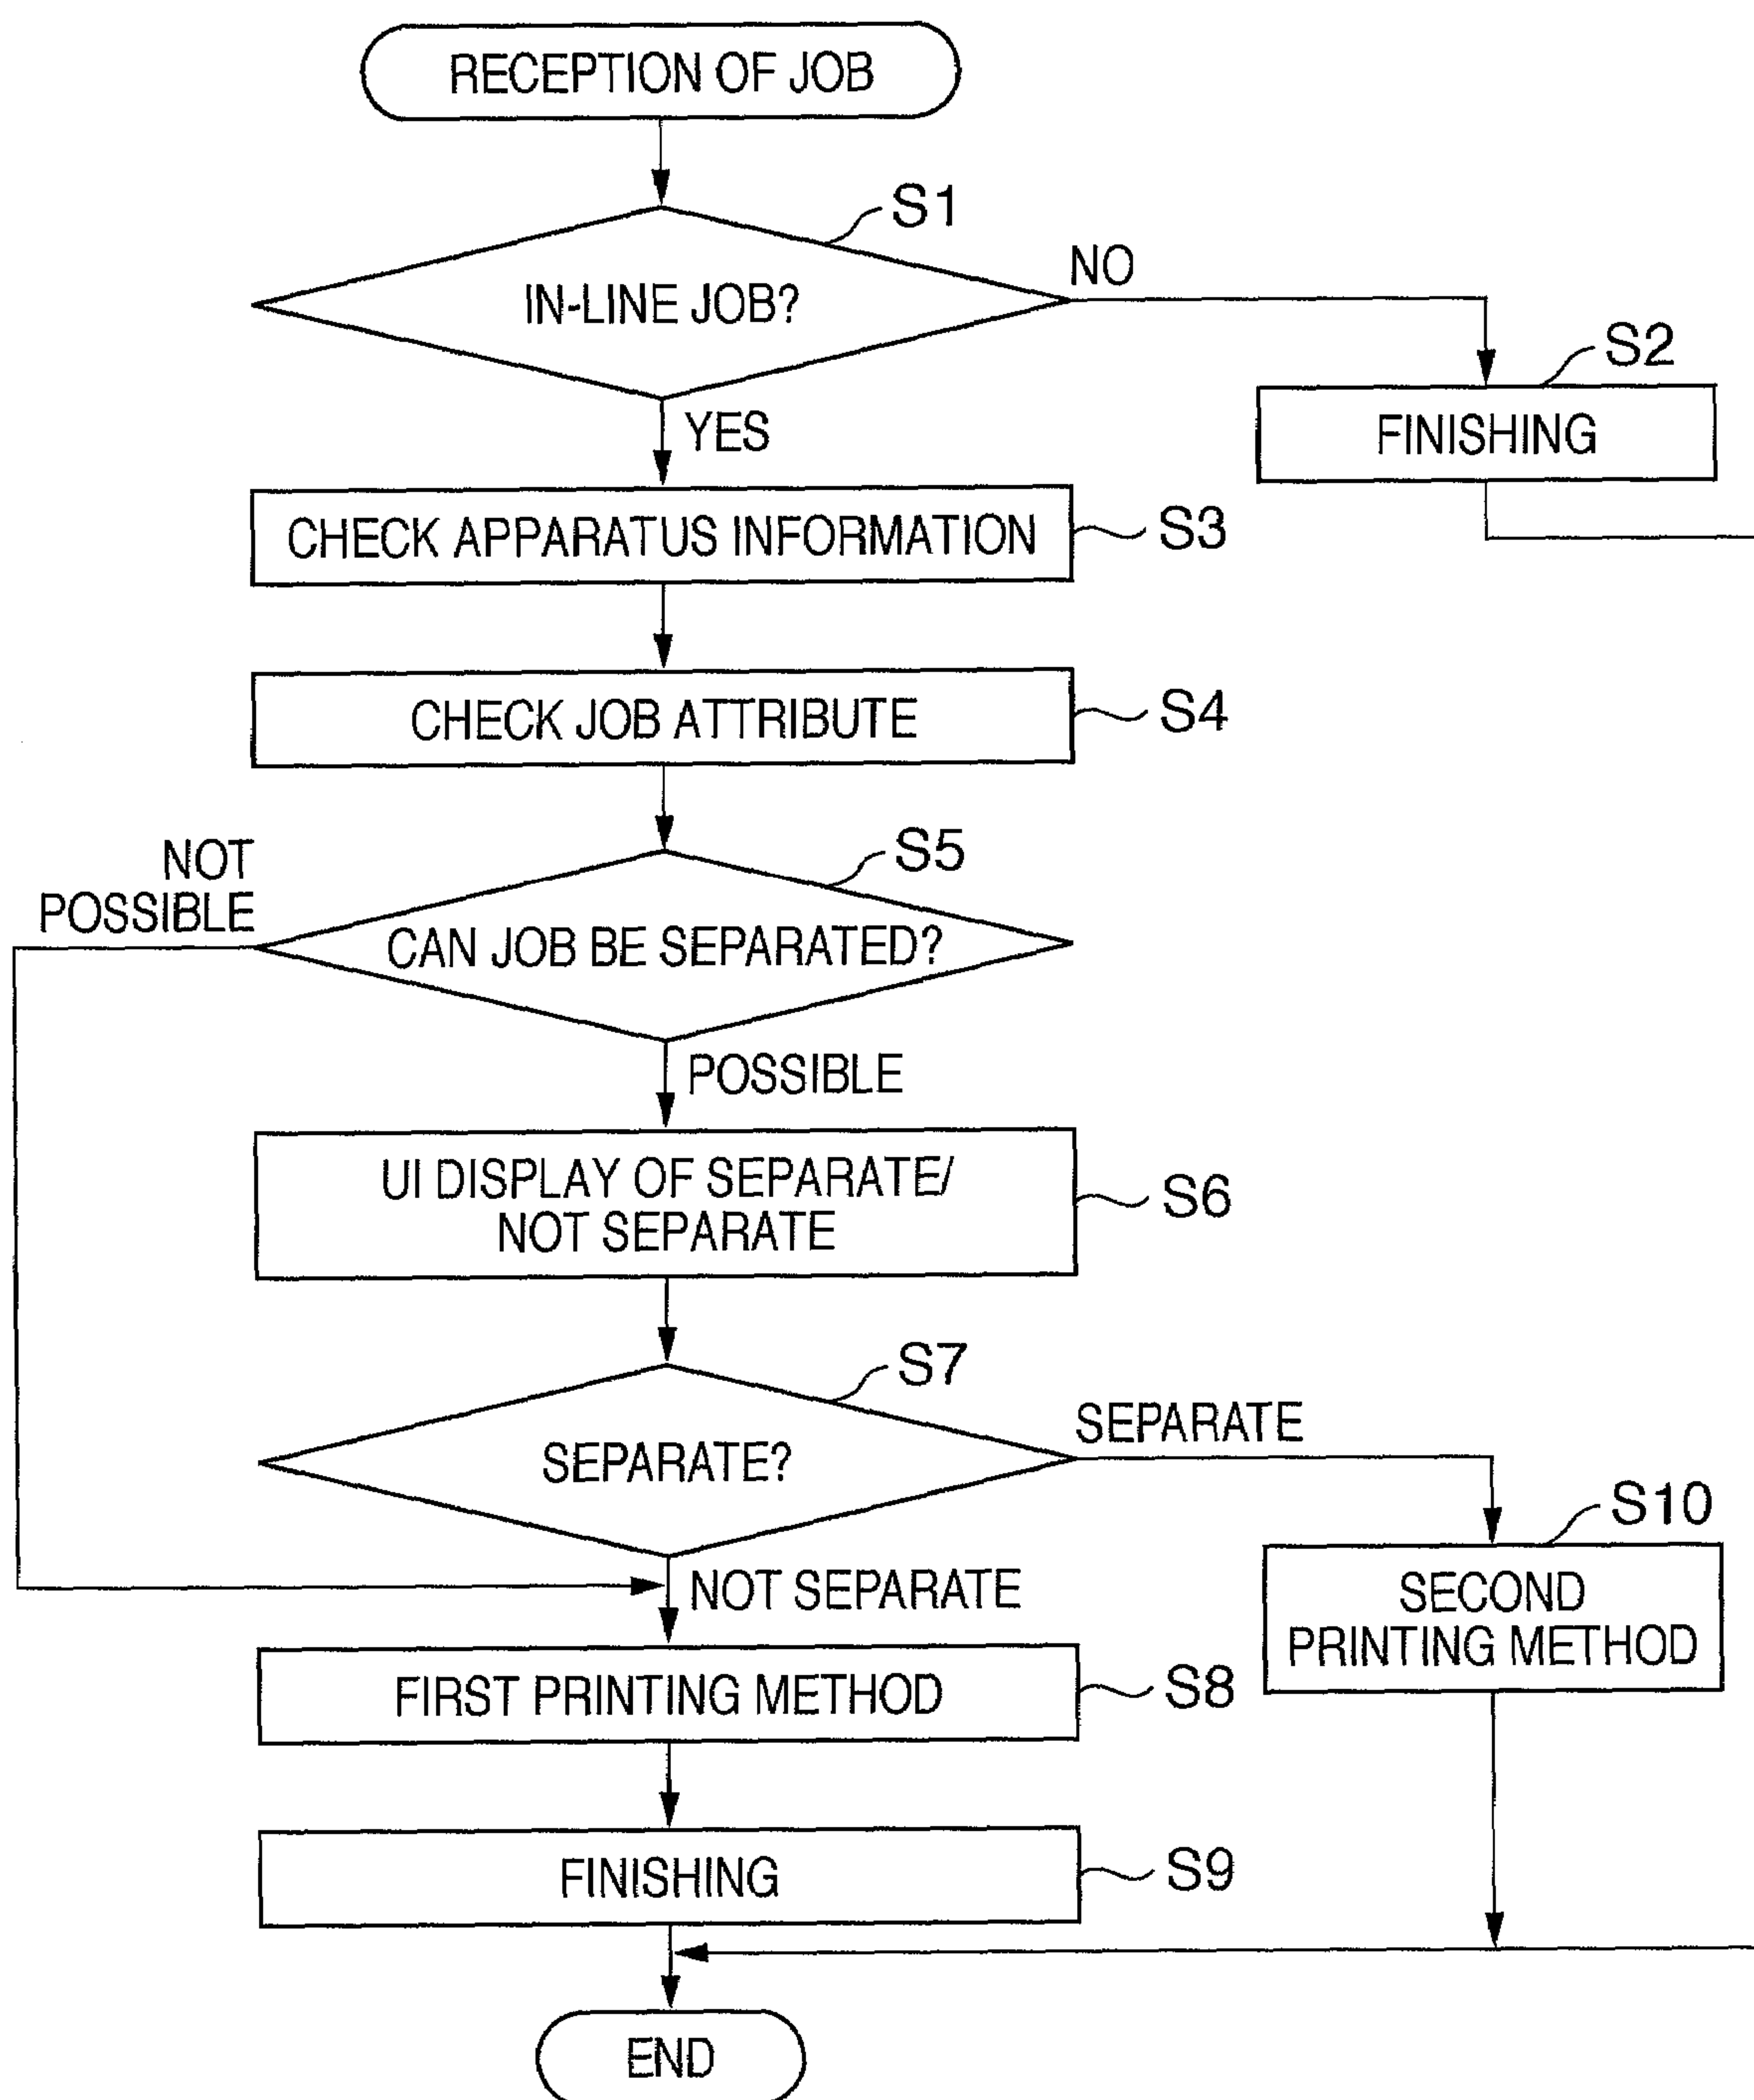 RECEPTION OF JOB
S1
IN-LINE JOB?
NO
S2
FINISHING
YES
CHECK APPARATUS INFORMATION
S3
CHECK JOB ATTRIBUTE
S4
NOT
POSSIBLE
S5
CAN JOB BE SEPARATED?
POSSIBLE
UI DISPLAY OF SEPARATE/
NOT SEPARATE
S6
S7
SEPARATE?
SEPARATE
S10
SECOND
PRINTING METHOD
NOT SEPARATE
FIRST PRINTING METHOD
S8
FINISHING
S9
END